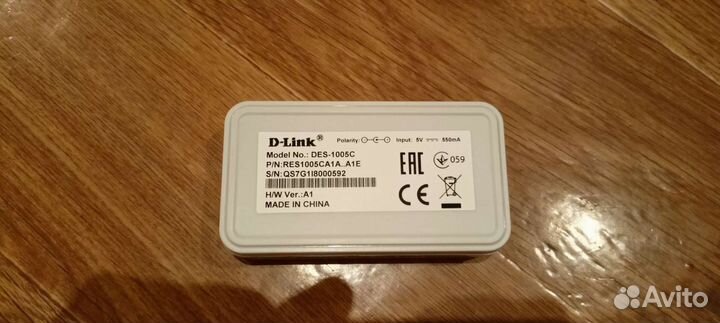 D-Link®
Polarity: Input: 5V 550mA
Model No.: DES-1005C
P/N:RES1005CA1A..A1E
S/N:QS7G1I8000592
H/W Ver.:A1
MADE IN CHINA
EAC
059
CE
Avito